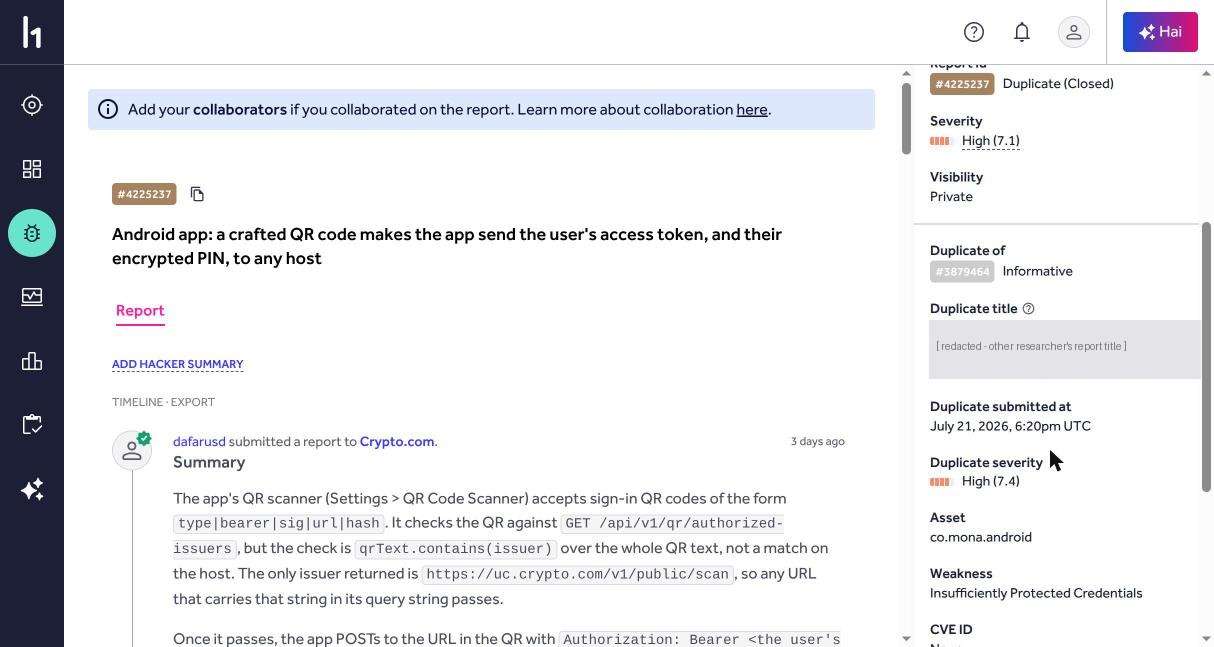 Hai
Add your collaborators if you collaborated on the report. Learn more about collaboration here.
#4225237
Android app: a crafted QR code makes the app send the user's access token, and their
encrypted PIN, to any host
Report
ADD HACKER SUMMARY
TIMELINE · EXPORT
dafarusd submitted a report to Crypto.com.
3 days ago
Summary
The app's QR scanner (Settings > QR Code Scanner) accepts sign-in QR codes of the form
type|bearer|sig|url|hash. It checks the QR against GET /api/v1/qr/authorized-
issuers, but the check is qrText.contains(issuer) over the whole QR text, not a match on
the host. The only issuer returned is https://uc.crypto.com/v1/public/scan, so any URL
that carries that string in its query string passes.
Once it passes, the app POSTs to the URL in the QR with Authorization: Bearer <the user's
Report Id
#4225237 Duplicate (Closed)
Severity
High (7.1)
Visibility
Private
Duplicate of
#3879464 Informative
Duplicate title
[ redacted - other researcher's report title ]
Duplicate submitted at
July 21, 2026, 6:20pm UTC
Duplicate severity
High (7.4)
Asset
co.mona.android
Weakness
Insufficiently Protected Credentials
CVE ID